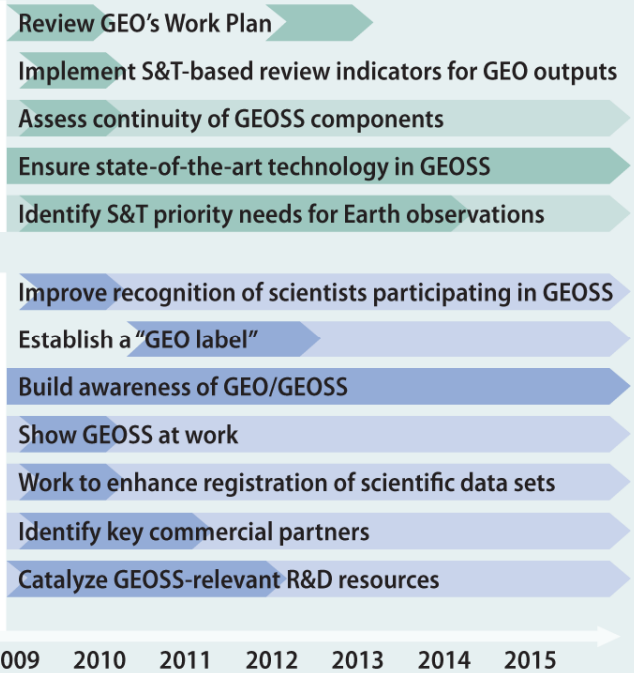 Review GEO's Work Plan
Implement S&T-based review indicators for GEO outputs
Assess continuity of GEOSS components
Ensure state-of-the-art technology in GEOSS
Identify S&T priority needs for Earth observations
Improve recognition of scientists participating in GEOSS
Establish a “GEO label”
Build awareness of GEO/GEOSS
Show GEOSS at work
Work to enhance registration of scientific data sets
Identify key commercial partners
Catalyze GEOSS-relevant R&D resources
009 2010 2011 2012 2013 2014 2015